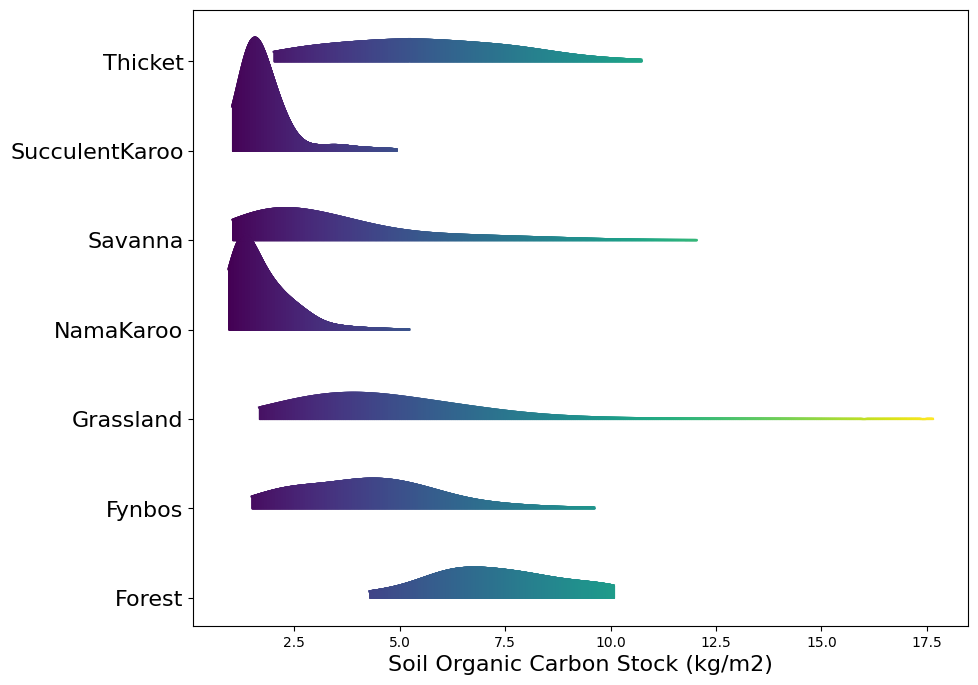 Thicket
SucculentKaroo
Savanna
NamaKaroo
Grassland
Fynbos
Forest
2.5 5.0 7.5 10.0 12.5 15.0 17.5
Soil Organic Carbon Stock (kg/m2)